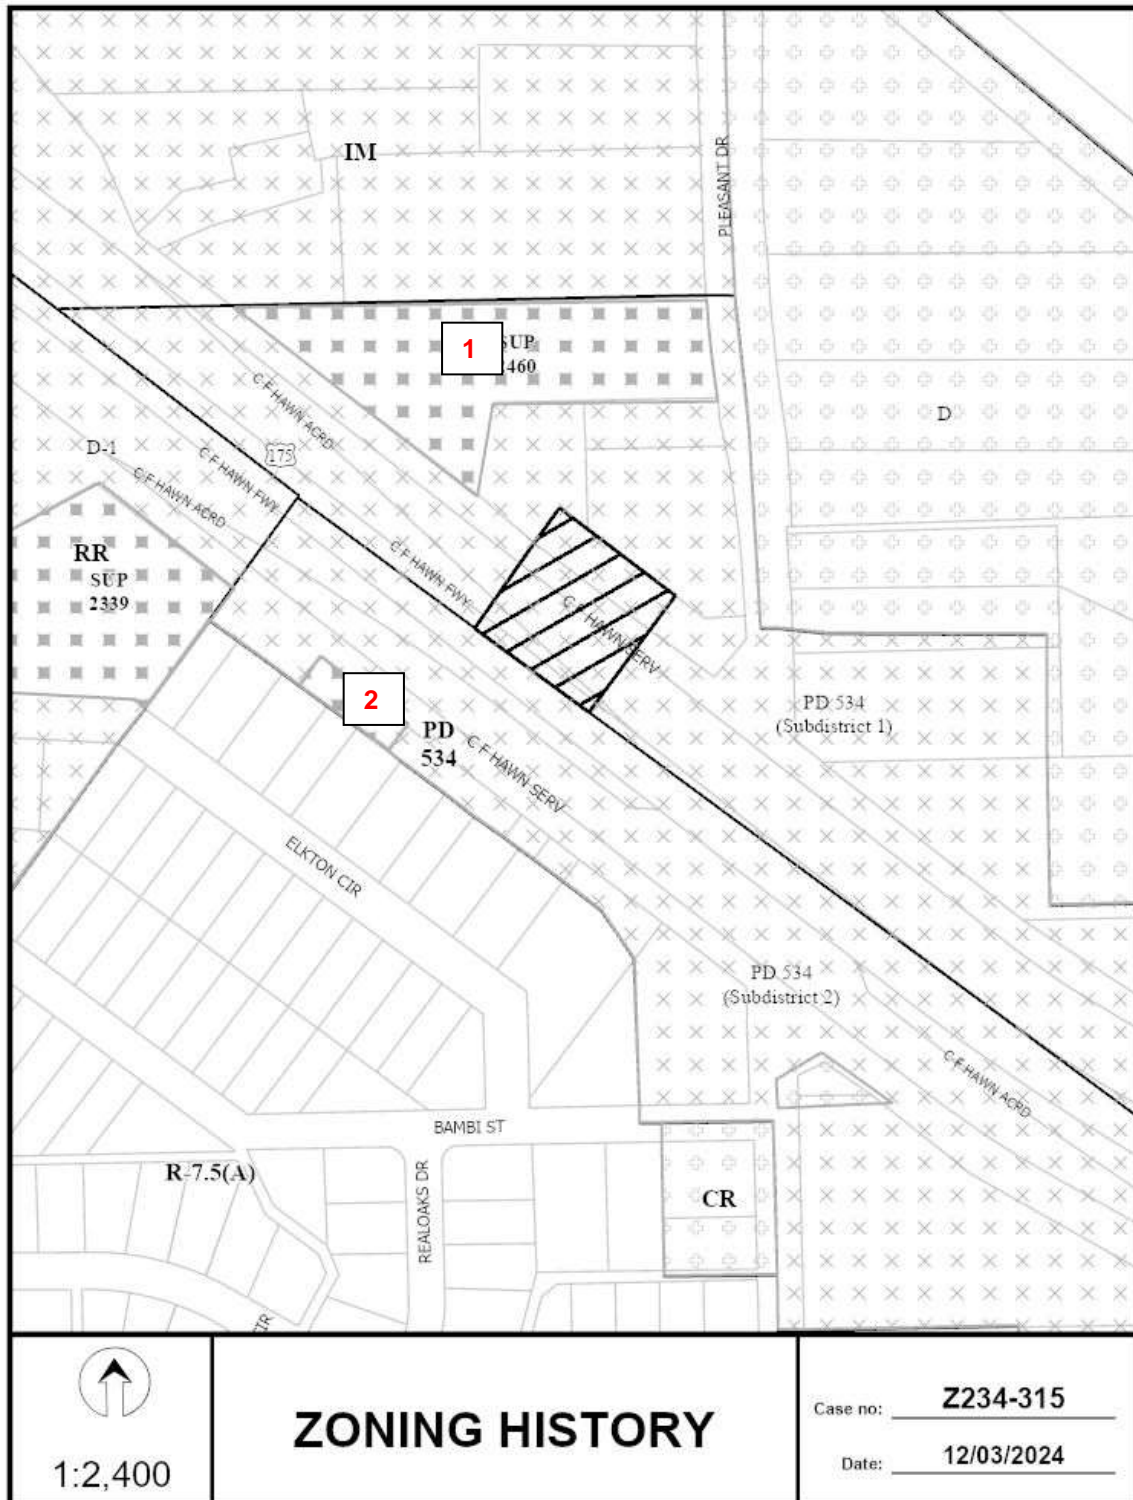 IM
PLEASANT DR
1
SUP
460
C F HAWN ACRD
D
D-1
175
C F HAWN FWY
C F HAWN ACRD
RR
SUP
2339
C F HAWN FWY
C F HAWN SERV
2
PD
534
C F HAWN SERV
PD 534
(Subdistrict 1)
ELKTON CIR
PD 534
(Subdistrict 2)
C F HAWN ACRD
BAMBI ST
R-7.5(A)
REALOAKS DR
CR
CIR
1:2,400
ZONING HISTORY
Case no: Z234-315
Date: 12/03/2024